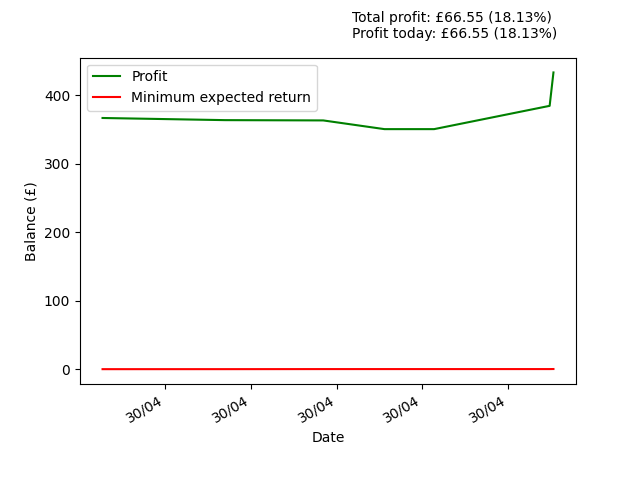 Total profit: £66.55 (18.13%)
Profit today: £66.55 (18.13%)
Profit
Minimum expected return
400
300
200
100
0
Balance (£)
30/04
30/04
30/04
30/04
30/04
Date